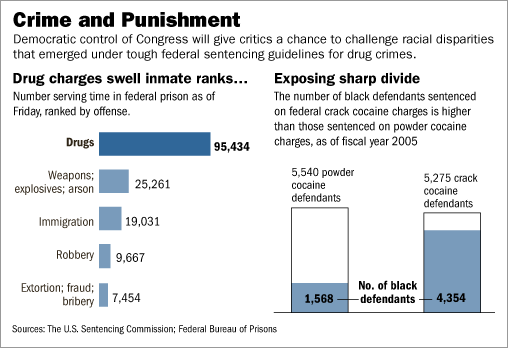 Crime and Punishment
Democratic control of Congress will give critics a chance to challenge racial disparities
that emerged under tough federal sentencing guidelines for drug crimes.
Drug charges swell inmate ranks...
Number serving time in federal prison as of
Friday, ranked by offense.
Drugs
95,434
Weapons;
explosives; arson
25,261
Immigration
19,031
Robbery
9,667
Extortion; fraud;
bribery
7,454
Exposing sharp divide
The number of black defendants sentenced
on federal crack cocaine charges is higher
than those sentenced on powder cocaine
charges, as of fiscal year 2005
5,540 powder
cocaine
defendants
5,275 crack
cocaine
defendants
1,568
No. of black
defendants
4,354
Sources: The U.S. Sentencing Commission; Federal Bureau of Prisons